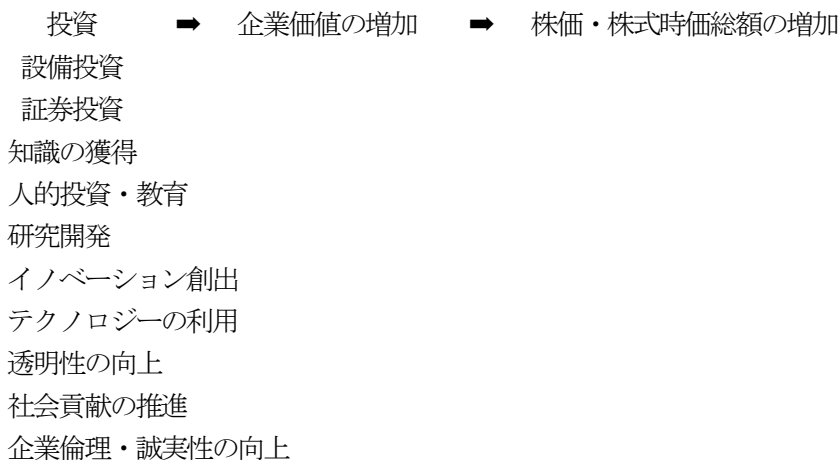 投資 ➡ 企業価値の増加 ➡ 株価・株式時価総額の増加
設備投資
証券投資
知識の獲得
人的投資・教育
研究開発
イノベーション創出
テクノロジーの利用
透明性の向上
社会貢献の推進
企業倫理・誠実性の向上